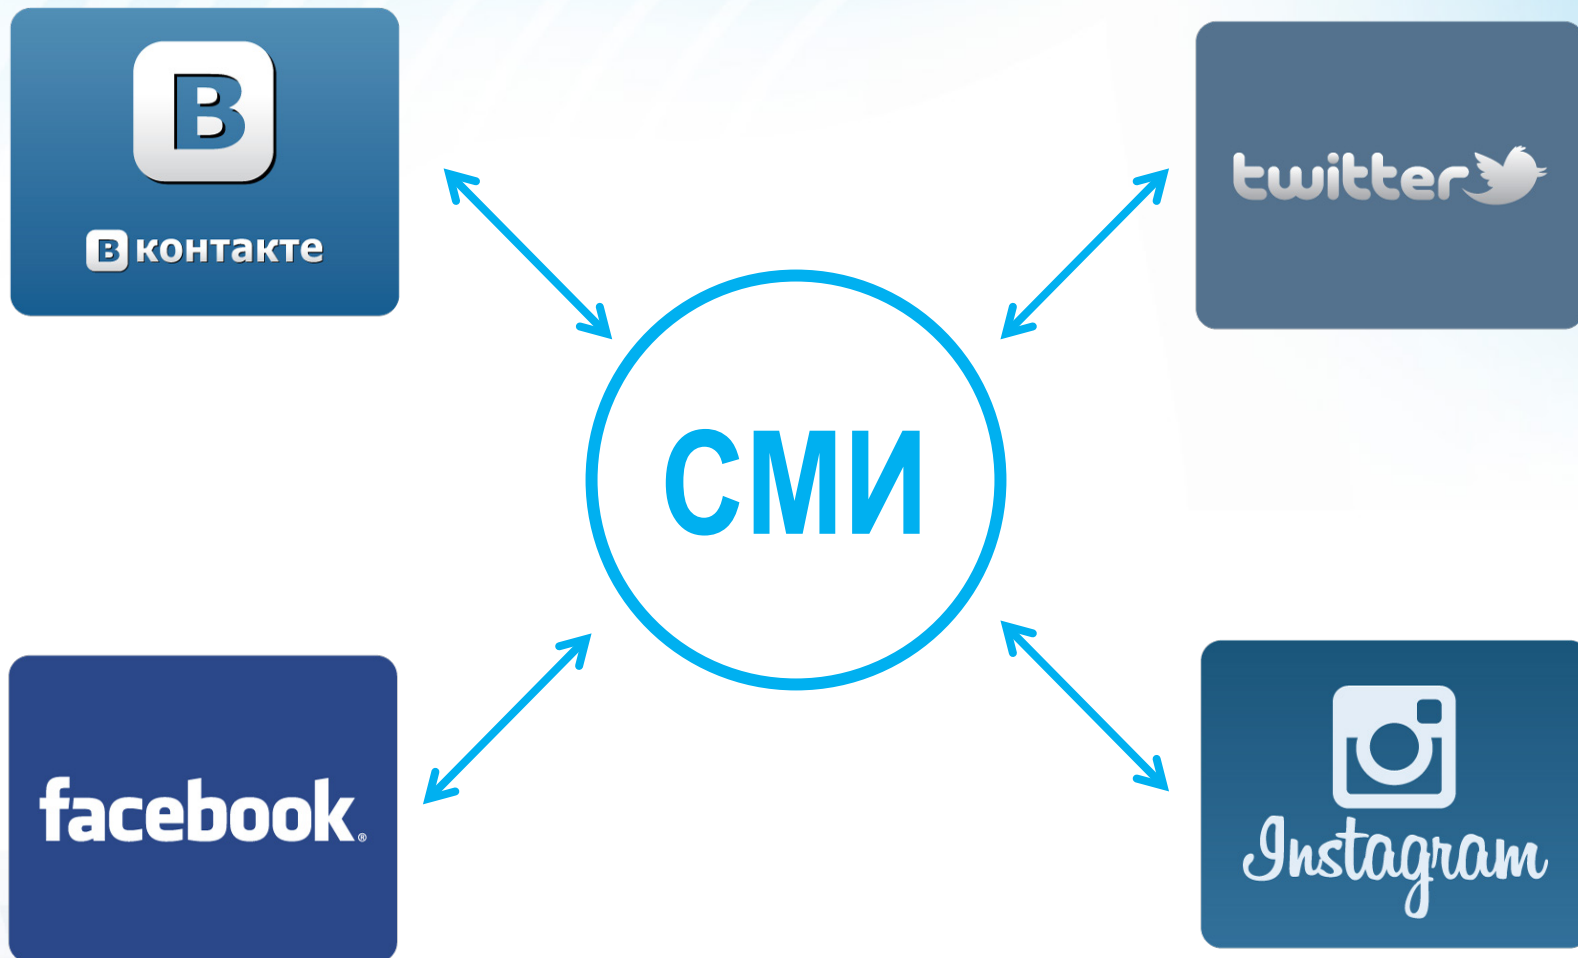 В
В контакте
twitter
СМИ
facebook®
Instagram